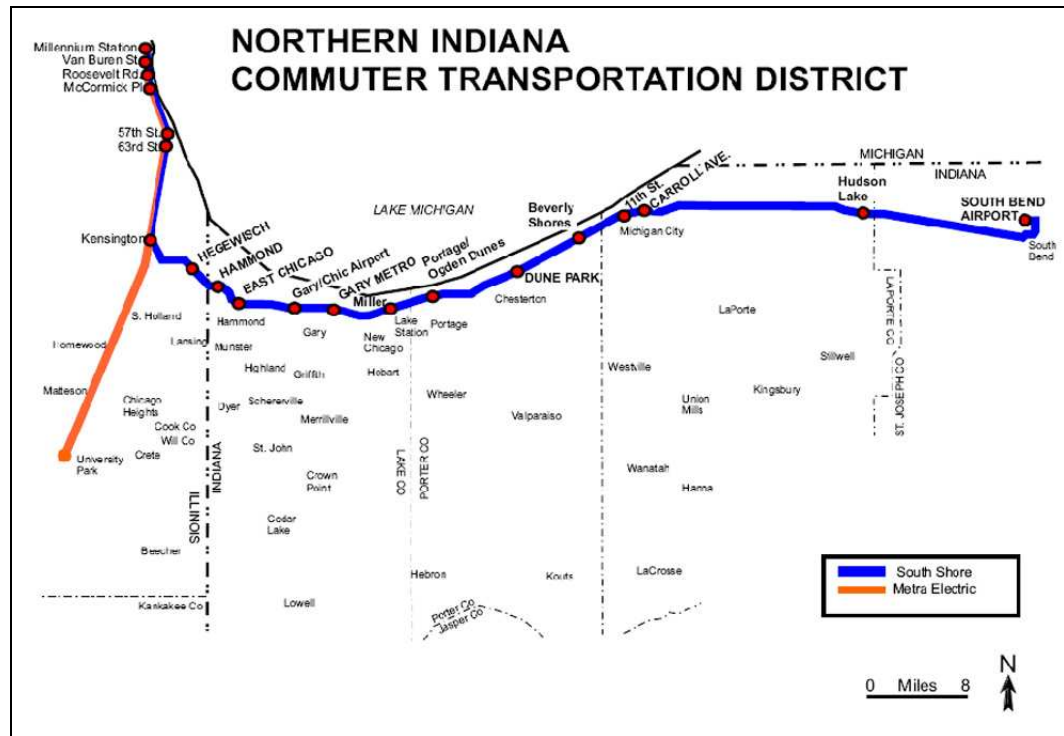 NORTHERN INDIANA
COMMUTER TRANSPORTATION DISTRICT
Millennium Station
Van Buren St
Roosevelt Rd.
McCormick Pl
57th St.
63rd St.
Kensington
HEGEWISCH
HAMMOND
EAST CHICAGO
Gary/Chic Airport
GARY METRO
Miller
Portage/
Ogden Dunes
DUNE PARK
Beverly
Shores
11th St.
CARROLL AVE.
Hudson
Lake
SOUTH BEND
AIRPORT
LAKE MICHIGAN
MICHIGAN
INDIANA
Michigan City
South
Bend
S. Holland
Homewood
Lansing
Matteson
Chicago
Heights
Cook Co
Will Co
Crete
University
Park
Beecher
Kankakee Co
ILLINOIS
INDIANA
Hammond
Munster
Highland
Griffith
Gary
Dyer
Schererville
Merrillville
St. John
Crown
Point
Cedar
Lake
Lowell
Lake
Station
New
Chicago
Hobart
LAKE CO
PORTER CO
Portage
Chesterton
Wheeler
Valparaiso
Hebron
Kouts
Porter Co
Jasper Co
LaPorte
Westville
Stillwell
Kingsbury
Union
Mills
Wanatah
Hanna
LaCrosse
LAPORTE CO
ST. JOSEPH CO
South Shore
Metra Electric
N
0 Miles 8